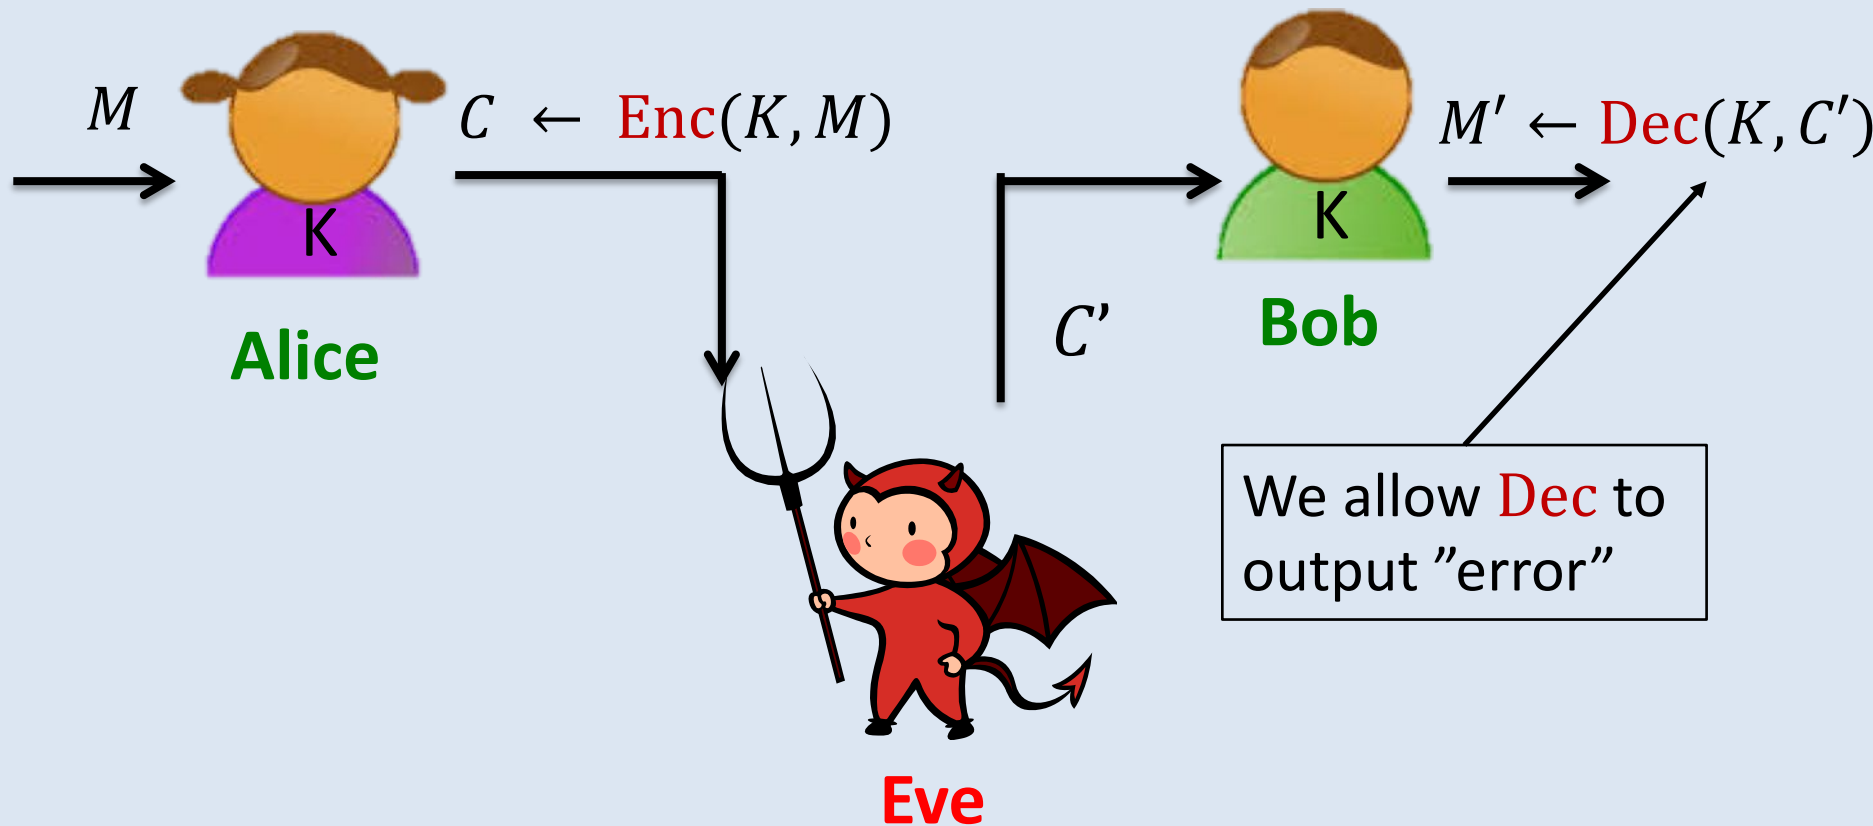 M
C ← Enc(K, M)
M′ ← Dec(K, C′)
K
K
Alice
Bob
C’
We allow Dec to
output ”error”
Eve